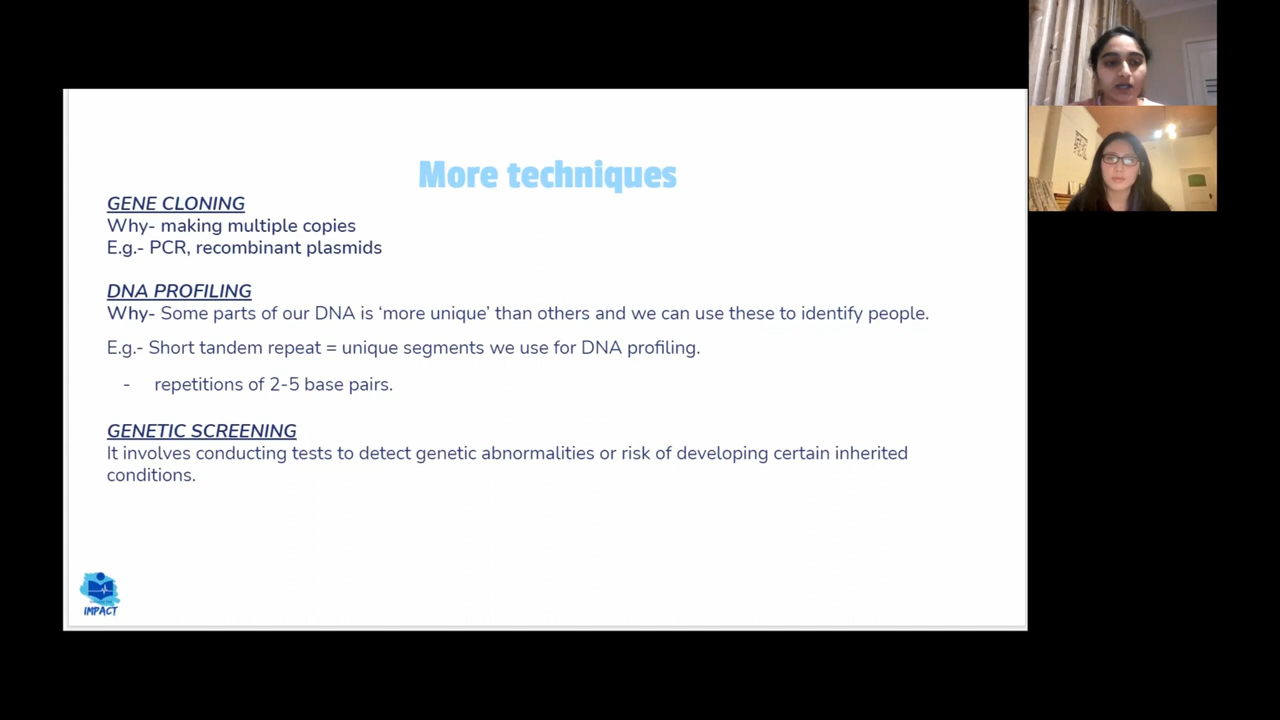 More techniques
GENE CLONING
Why- making multiple copies
E.g.- PCR, recombinant plasmids
DNA PROFILING
Why- Some parts of our DNA is ‘more unique’ than others and we can use these to identify people.
E.g.- Short tandem repeat = unique segments we use for DNA profiling.
- repetitions of 2-5 base pairs.
GENETIC SCREENING
It involves conducting tests to detect genetic abnormalities or risk of developing certain inherited
conditions.
IMPACT